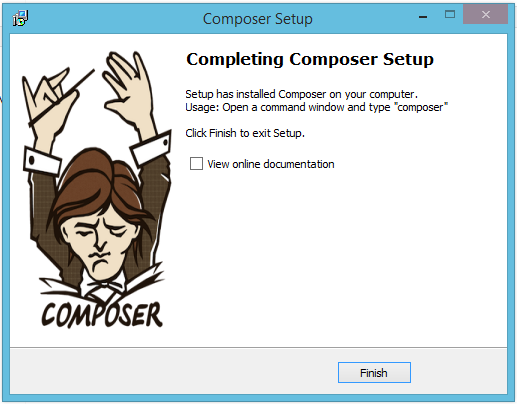 Composer Setup
Completing Composer Setup
Setup has installed Composer on your computer.
Usage: Open a command window and type "composer"
Click Finish to exit Setup.
View online documentation
COMPOSER
Finish